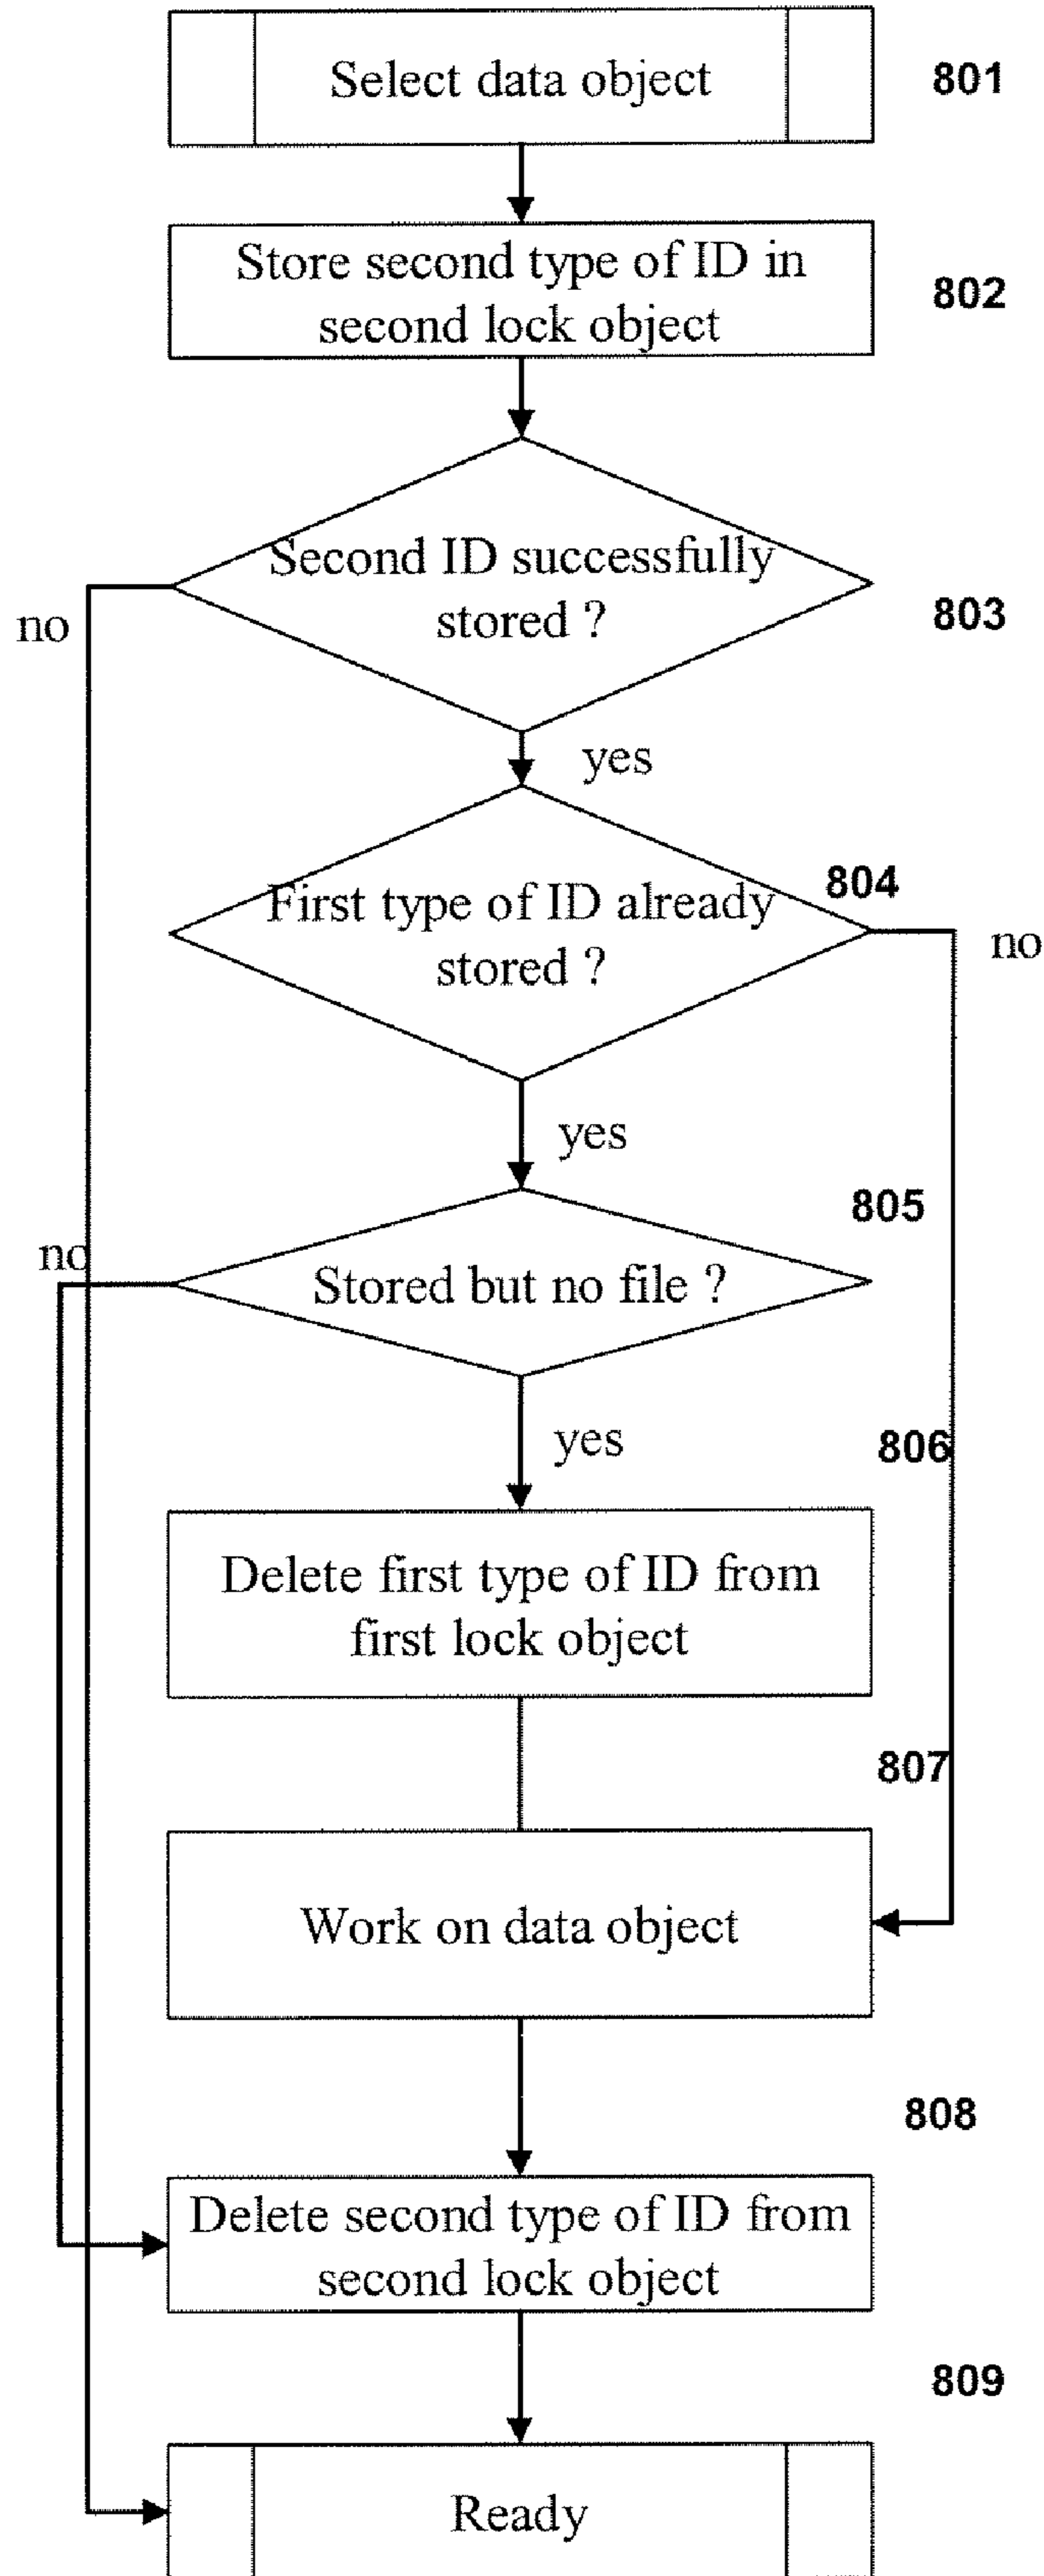 Select data object
801
Store second type of ID in
second lock object
802
Second ID successfully
stored ?
803
no
yes
First type of ID already
stored ?
804
no
yes
805
Stored but no file ?
no
yes
806
Delete first type of ID from
first lock object
807
Work on data object
808
Delete second type of ID from
second lock object
809
Ready